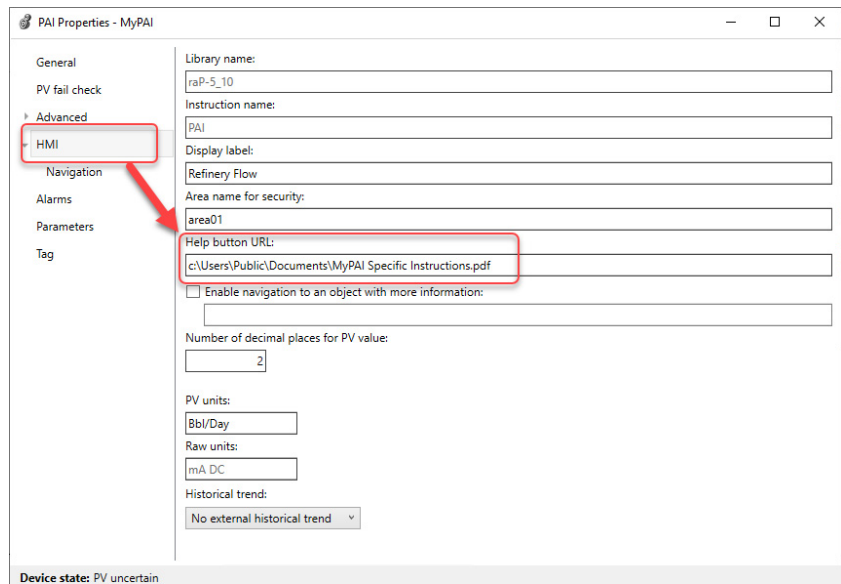 PAI Properties - MyPAI
General
PV fail check
Advanced
HMI
Navigation
Alarms
Parameters
Tag
Library name:
raP-5_10
Instruction name:
PAI
Display label:
Refinery Flow
Area name for security:
area01
Help button URL:
c:\Users\Public\Documents\MyPAI Specific Instructions.pdf
Enable navigation to an object with more information:
Number of decimal places for PV value:
2
PV units:
Bbl/Day
Raw units:
mA DC
Historical trend:
No external historical trend
Device state: PV uncertain